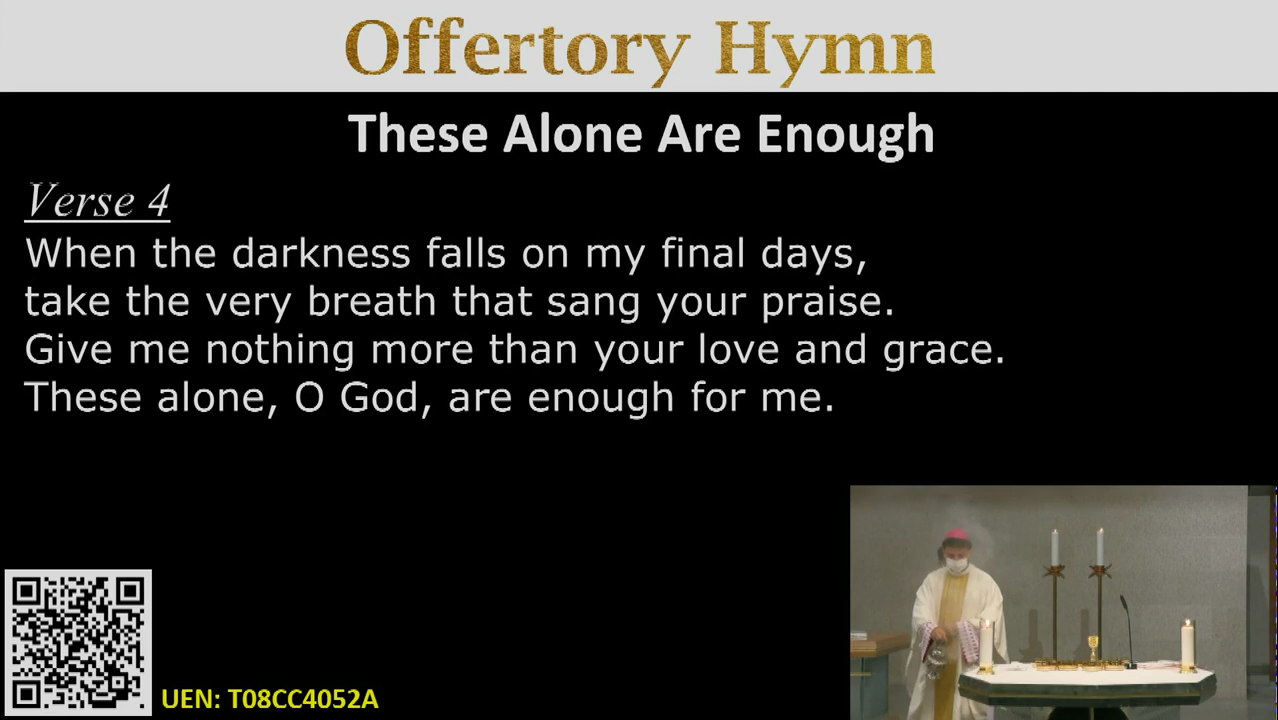 Offertory Hymn
These Alone Are Enough
Verse 4
When the darkness falls on my final days,
take the very breath that sang your praise.
Give me nothing more than your love and grace.
These alone, O God, are enough for me.
UEN: T08CC4052A